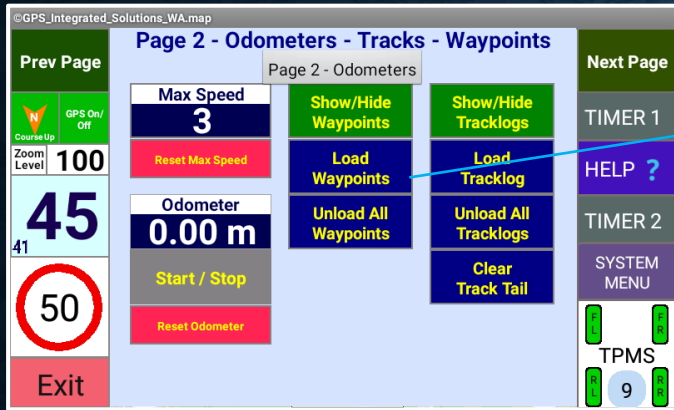 ©GPS_Integrated_Solutions_WA.map
Page 2 - Odometers - Tracks - Waypoints
Page 2 - Odometers
Prev Page
Next Page
N
Course Up
GPS On/
Off
Zoom
Level
100
45
41
50
Exit
Max Speed
3
Reset Max Speed
Odometer
0.00 m
Start / Stop
Reset Odometer
Show/Hide
Waypoints
Load
Waypoints
Unload All
Waypoints
Show/Hide
Tracklogs
Load
Tracklog
Unload All
Tracklogs
Clear
Track Tail
TIMER 1
HELP ?
TIMER 2
SYSTEM
MENU
FL
FR
TPMS
RL
9
RR